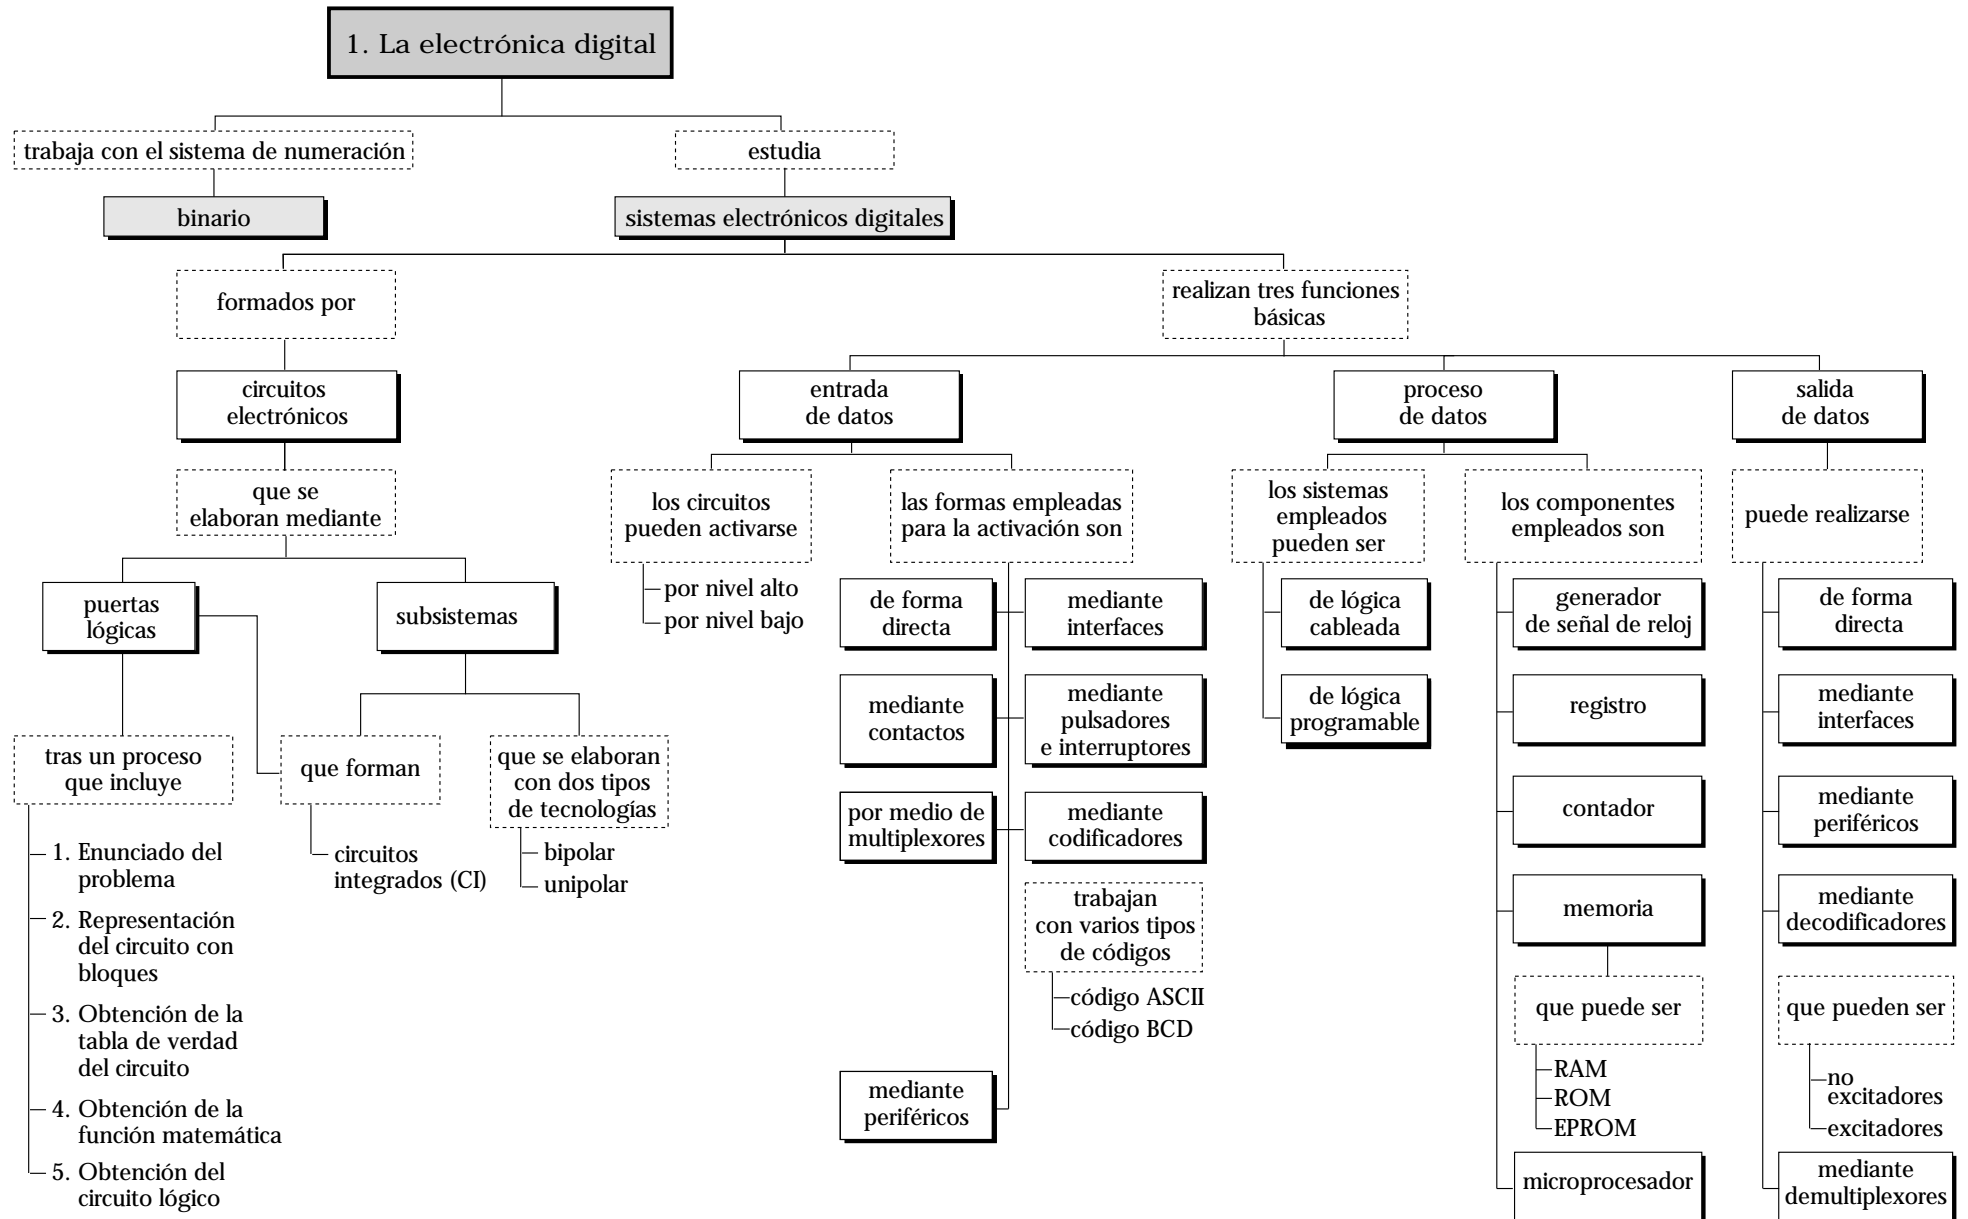 1. La electrónica digital
trabaja con el sistema de numeración
estudia
binario
sistemas electrónicos digitales
formados por
realizan tres funciones
básicas
circuitos
electrónicos
entrada
de datos
proceso
de datos
salida
de datos
que se
elaboran mediante
los circuitos
pueden activarse
las formas empleadas
para la activación son
los sistemas
empleados
pueden ser
los componentes
empleados son
puede realizarse
puertas
lógicas
subsistemas
por nivel alto
por nivel bajo
de forma
directa
mediante
interfaces
de lógica
cableada
generador
de señal de reloj
de forma
directa
mediante
contactos
mediante
pulsadores
e interruptores
de lógica
programable
registro
mediante
interfaces
tras un proceso
que incluye
que forman
que se elaboran
con dos tipos
de tecnologías
por medio de
multiplexores
mediante
codificadores
contador
mediante
periféricos
1. Enunciado del
problema
circuitos
integrados (CI)
bipolar
unipolar
2. Representación
del circuito con
bloques
trabajan
con varios tipos
de códigos
memoria
mediante
decodificadores
3. Obtención de la
tabla de verdad
del circuito
código ASCII
código BCD
que puede ser
que pueden ser
4. Obtención de la
función matemática
mediante
periféricos
RAM
ROM
EPROM
no
excitadores
excitadores
5. Obtención del
circuito lógico
microprocesador
mediante
demultiplexores